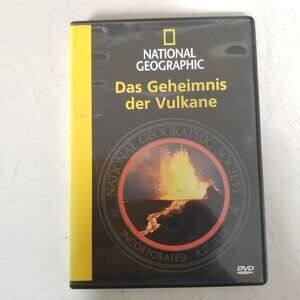 NATIONAL
GEOGRAPHIC
Das Geheimnis
der Vulkane
NATIONAL GEOGRAPHIC SOCIETY
INCORPORATED A.D. 1888
DVD